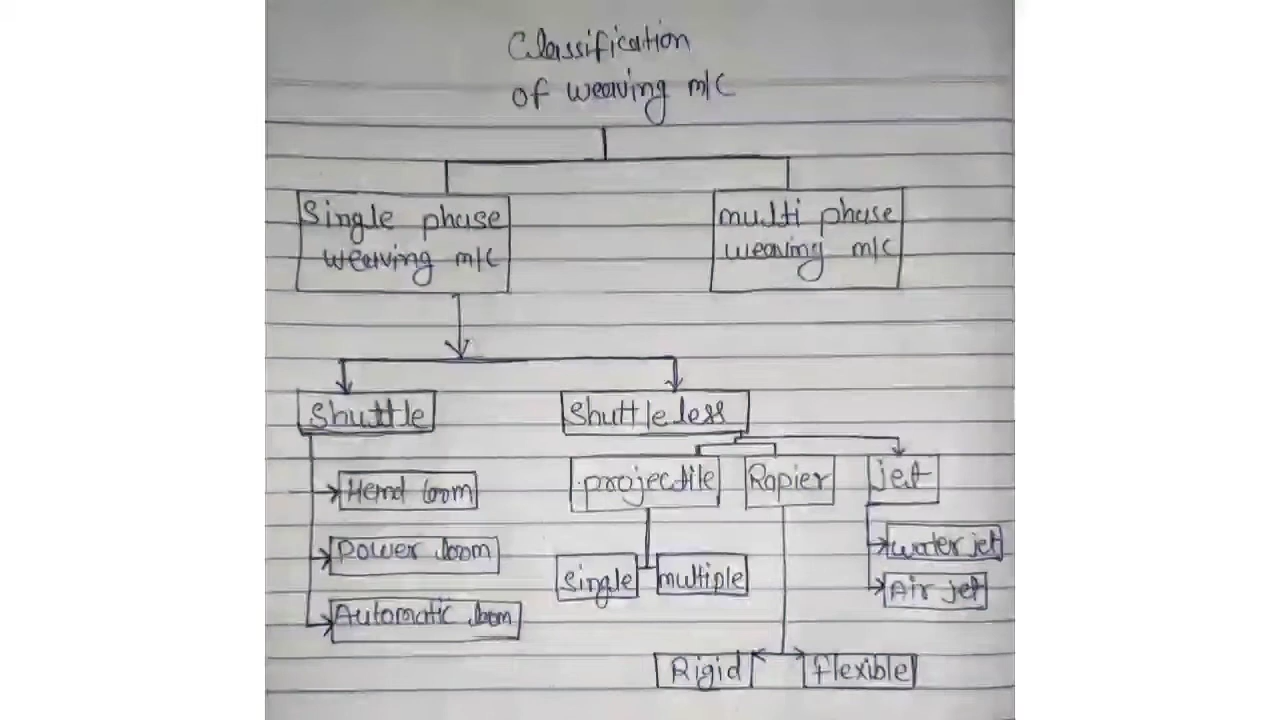 Classification
of weaving m/c
Single phase
weaving m/c
multi phase
weaving m/c
Shuttle
Shuttleless
projectile
Rapier
jet
Hand loom
Power loom
Automatic loom
single
multiple
water jet
Air jet
Rigid
flexible